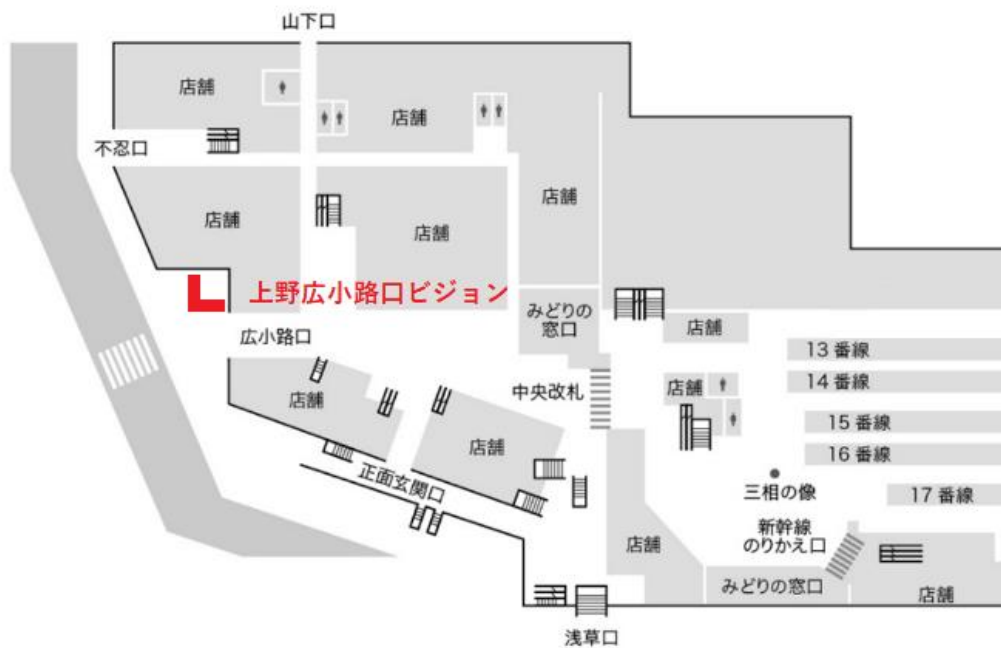 山下口
店舗
店舗
不忍口
店舗
店舗
店舗
上野広小路口ビジョン
みどりの
窓口
店舗
広小路口
13 番線
14 番線
中央改札
店舗
店舗
15 番線
店舗
16 番線
正面玄関口
三相の像
17 番線
新幹線
のりかえ口
店舗
みどりの窓口
店舗
浅草口